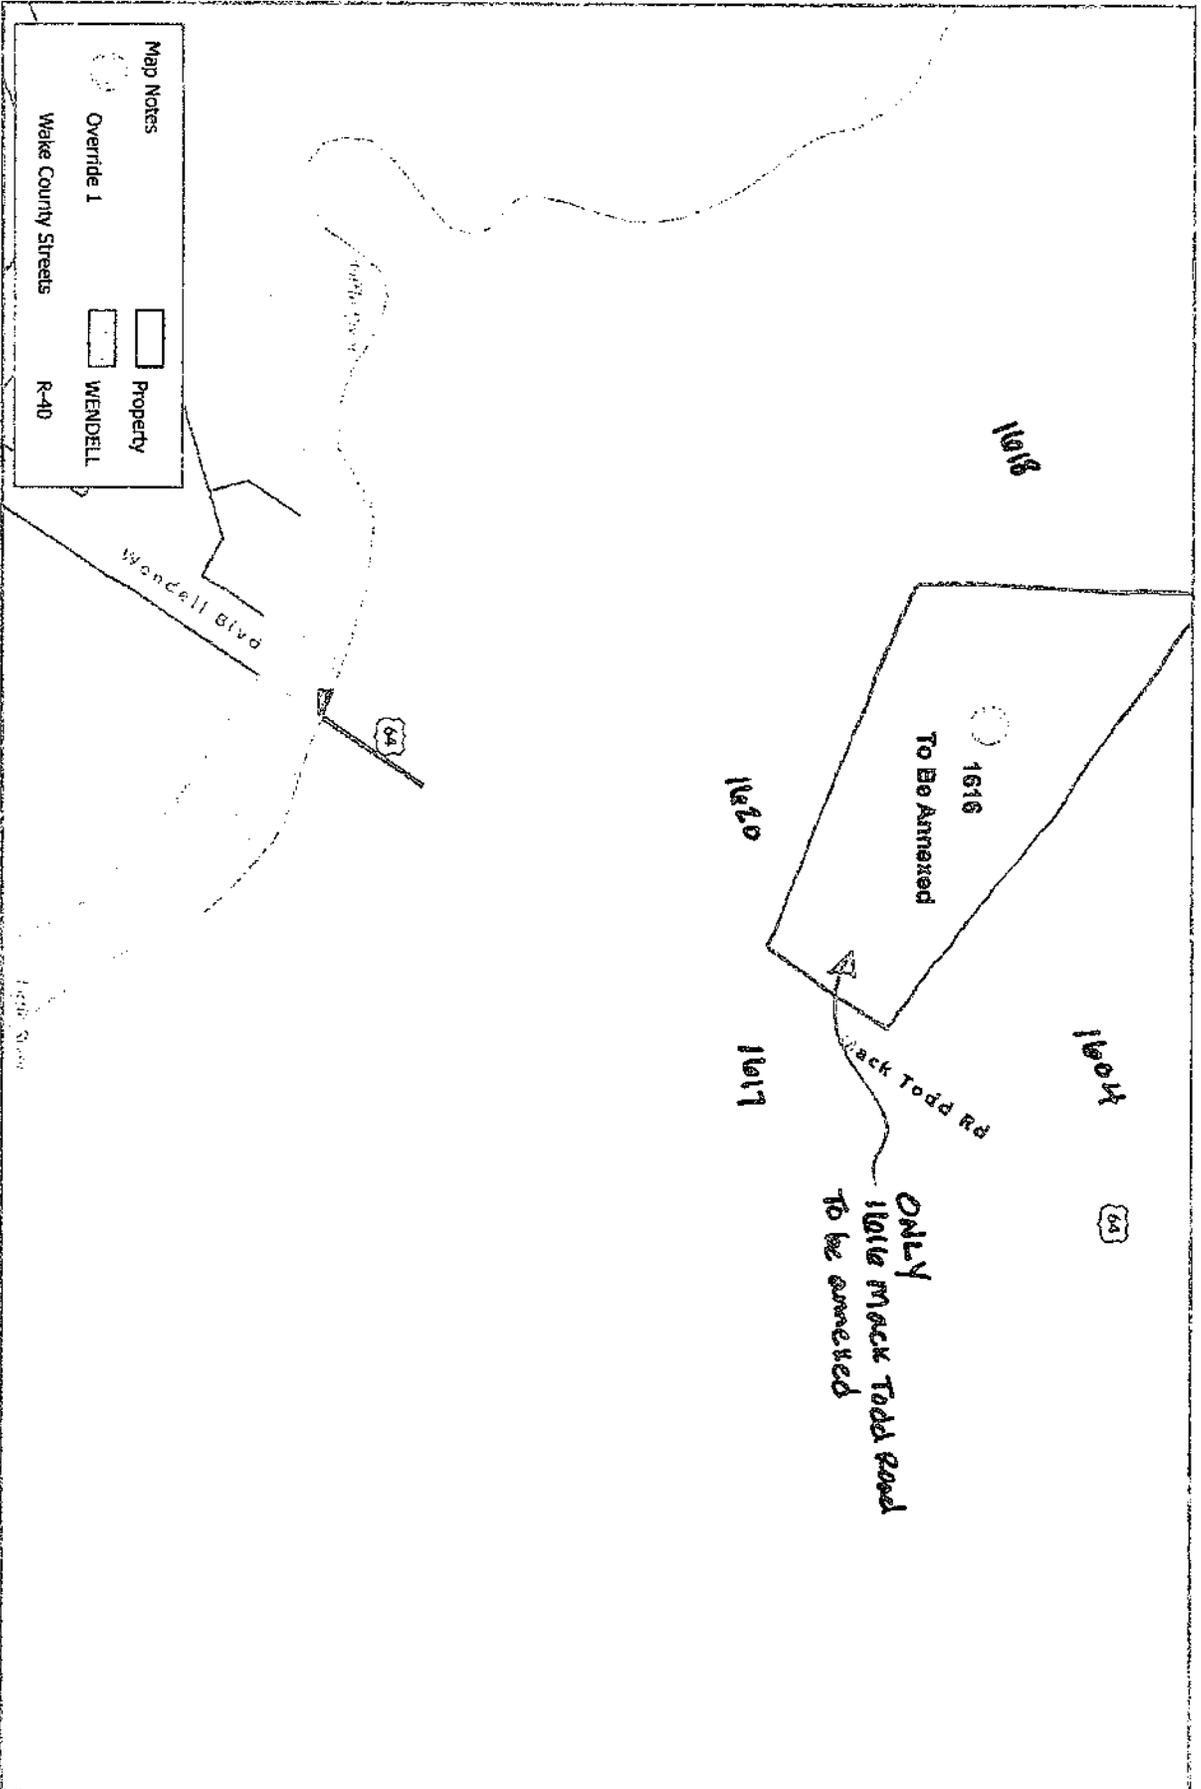 1604
64
1618
1616
To Be Annexed
Mack Todd Rd
ONLY
1616 Mack Todd Road
To be annexed
1620
1617
64
Wendell Blvd
Map Notes
Property
Override 1
WENDELL
Wake County Streets
R-40